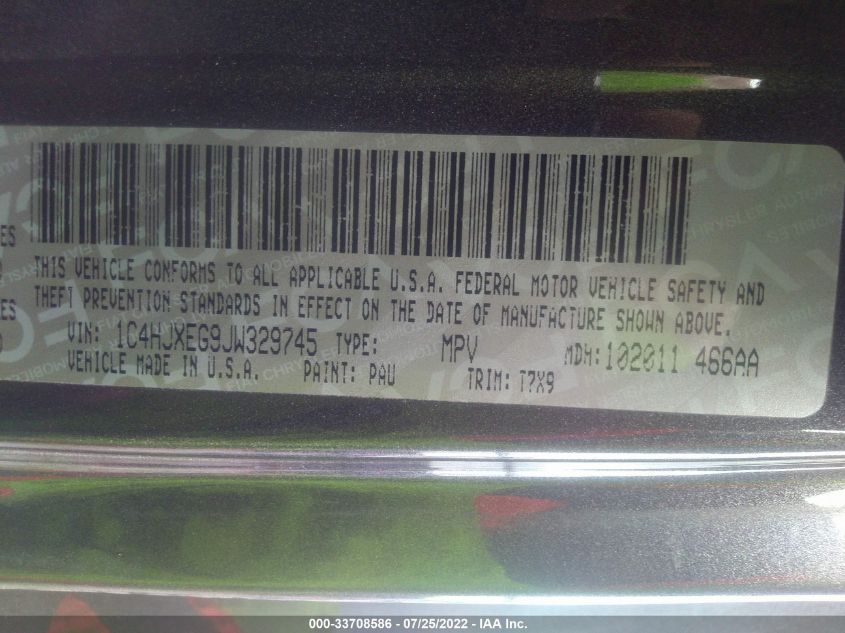 THIS VEHICLE CONFORMS TO ALL APPLICABLE U.S.A. FEDERAL MOTOR VEHICLE SAFETY AND
THEFT PREVENTION STANDARDS IN EFFECT ON THE DATE OF MANUFACTURE SHOWN ABOVE.
VIN: 1C4HJXEG9JW329745 TYPE: MPV MDH:102011 466AA
VEHICLE MADE IN U.S.A. PAINT: PAU TRIM: T7X9
000-33708586 - 07/25/2022 - IAA Inc.